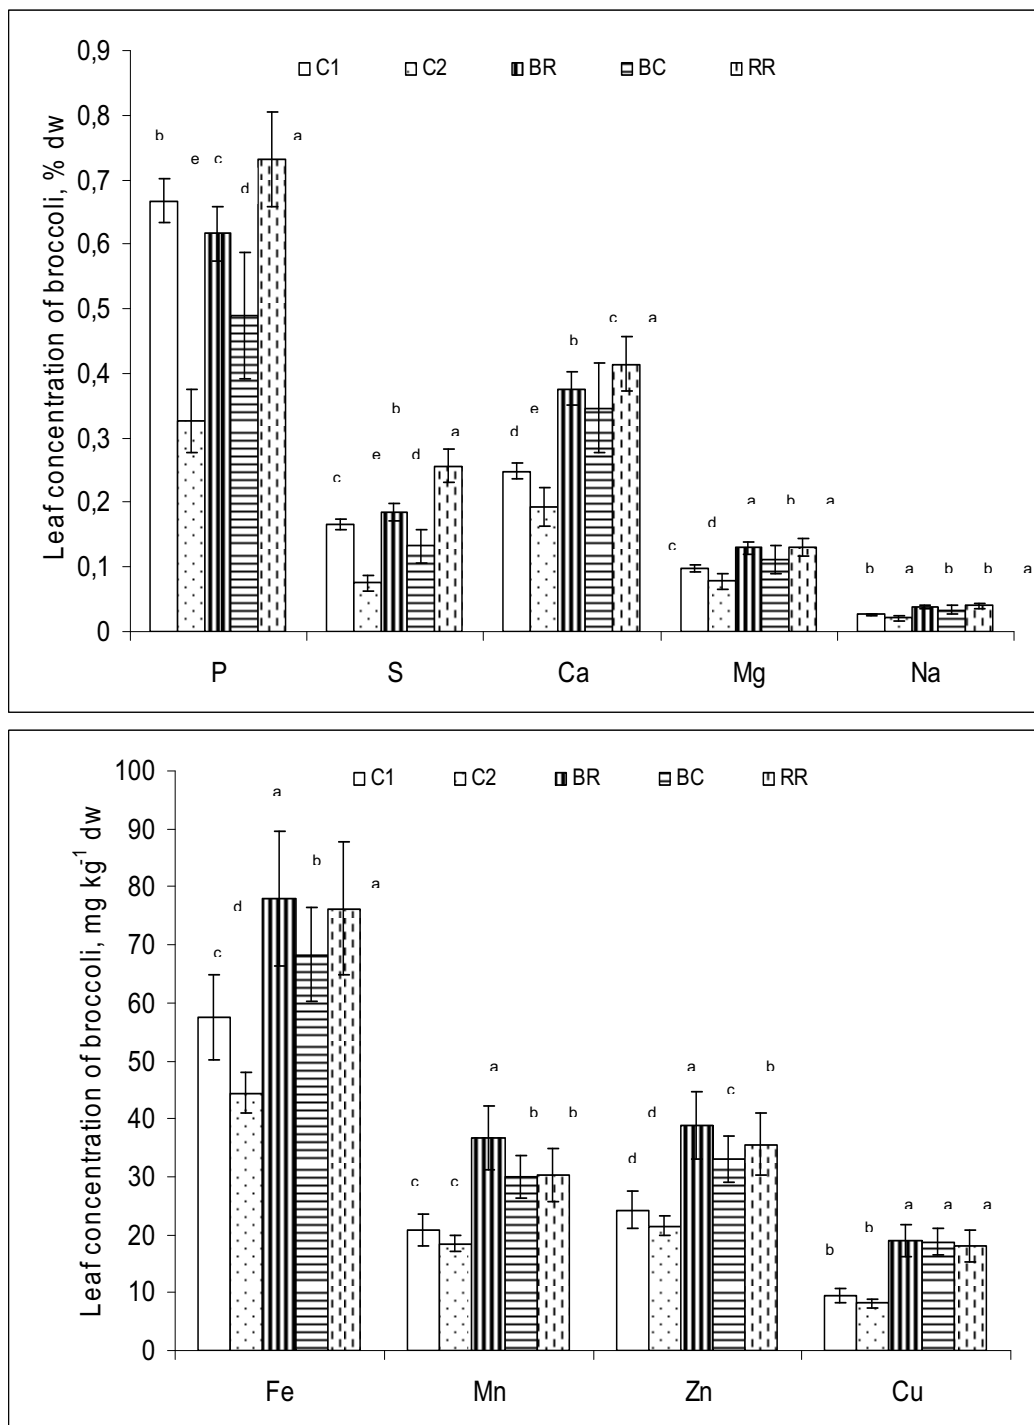 0,9
C1 C2 BR BC RR
0,8
b e c d a
0,7
0,6
0,5
0,4
0,3
0,2
0,1
0
c e b d a
d e b c a
c d a b a
b a b b a
Leaf concentration of broccoli, % dw
P S Ca Mg Na
100
C1 C2 BR BC RR
90
80
70
60
50
40
30
20
10
0
c d a b a
c c a b b
d d a c b
b b a a a
Leaf concentration of broccoli, mg kg-1 dw
Fe Mn Zn Cu